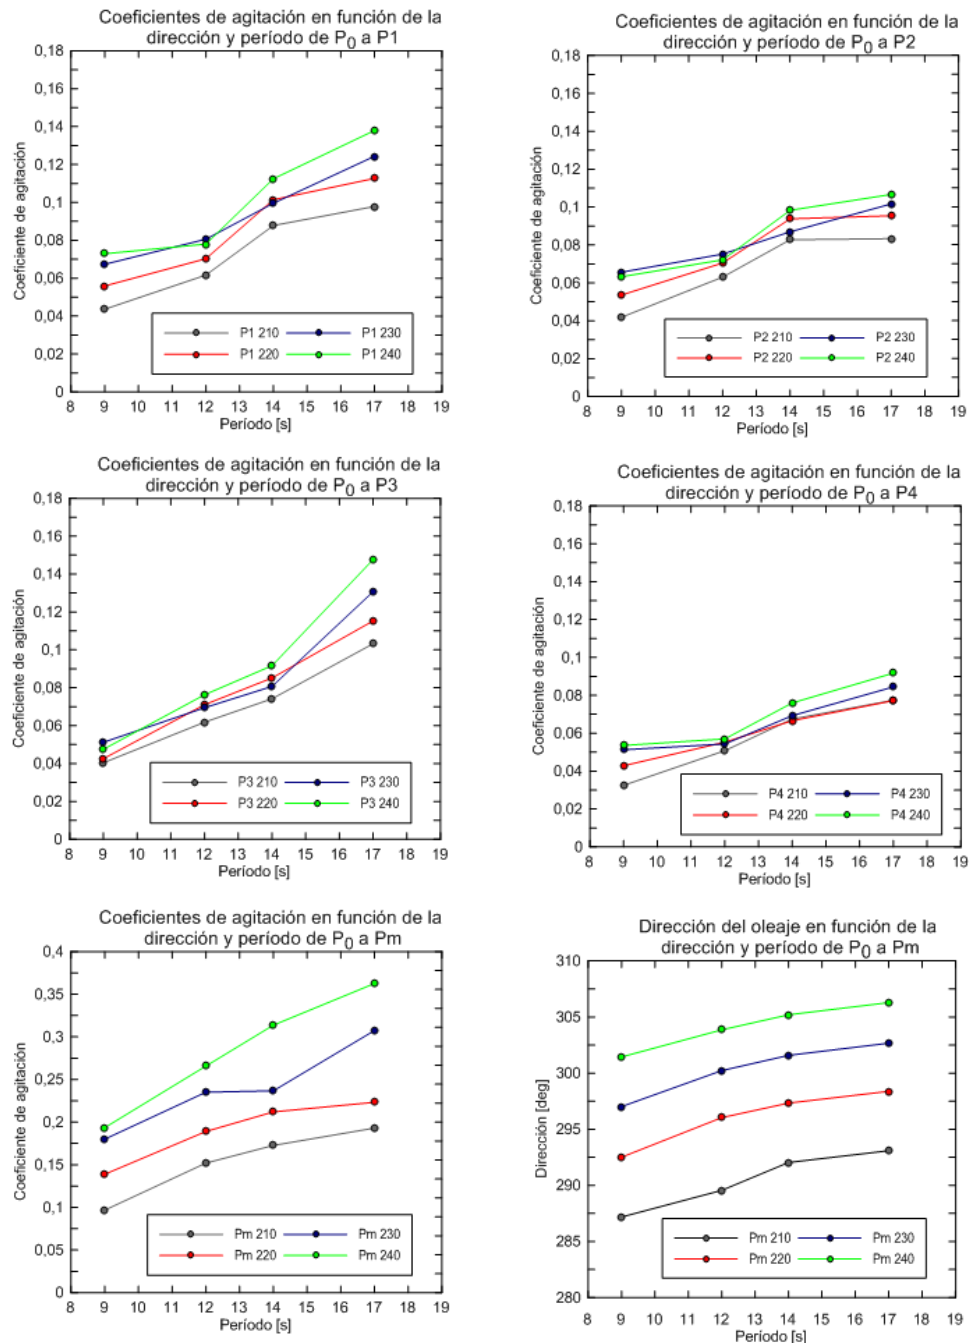 Coeficientes de agitación en función de la
dirección y período de P0 a P1
0,18
0,16
0,14
0,12
0,1
0,08
0,06
0,04
0,02
0
Coeficiente de agitación
P1 210
P1 230
P1 220
P1 240
8 9 10 11 12 13 14 15 16 17 18 19
Período [s]
Coeficientes de agitación en función de la
dirección y período de P0 a P2
0,18
0,16
0,14
0,12
0,1
0,08
0,06
0,04
0,02
0
Coeficiente de agitación
P2 210
P2 230
P2 220
P2 240
8 9 10 11 12 13 14 15 16 17 18 19
Período [s]
Coeficientes de agitación en función de la
dirección y período de P0 a P3
0,18
0,16
0,14
0,12
0,1
0,08
0,06
0,04
0,02
0
Coeficiente de agitación
P3 210
P3 230
P3 220
P3 240
8 9 10 11 12 13 14 15 16 17 18 19
Período [s]
Coeficientes de agitación en función de la
dirección y período de P0 a P4
0,18
0,16
0,14
0,12
0,1
0,08
0,06
0,04
0,02
0
Coeficiente de agitación
P4 210
P4 230
P4 220
P4 240
8 9 10 11 12 13 14 15 16 17 18 19
Período [s]
Coeficientes de agitación en función de la
dirección y período de P0 a Pm
0,4
0,35
0,3
0,25
0,2
0,15
0,1
0,05
0
Coeficiente de agitación
Pm 210
Pm 230
Pm 220
Pm 240
8 9 10 11 12 13 14 15 16 17 18 19
Período [s]
Dirección del oleaje en función de la
dirección y período de P0 a Pm
310
305
300
295
290
285
280
Dirección [deg]
Pm 210
Pm 230
Pm 220
Pm 240
8 9 10 11 12 13 14 15 16 17 18 19
Período [s]